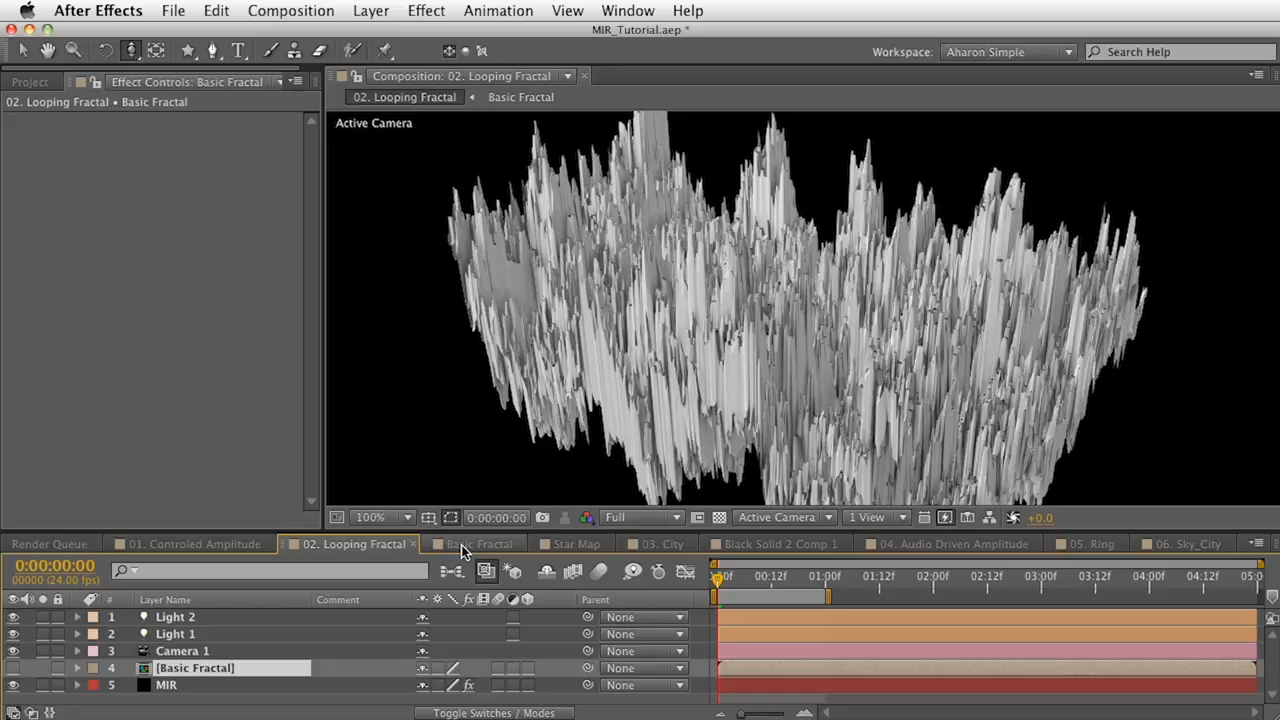 After Effects File Edit Composition Layer Effect Animation View Window Help
MIR_Tutorial.aep *
Workspace: Aharon Simple Search Help
Project Effect Controls: Basic Fractal Composition: 02. Looping Fractal
02. Looping Fractal • Basic Fractal 02. Looping Fractal Basic Fractal
Active Camera
100% 0:00:00:00 Full Active Camera 1 View +0.0
Render Queue 01. Controled Amplitude 02. Looping Fractal Basic Fractal Star Map 03. City Black Solid 2 Comp 1 04. Audio Driven Amplitude 05. Ring 06. Sky_City
0:00:00:00
00000 (24.00 fps) :00f 00:12f 01:00f 01:12f 02:00f 02:12f 03:00f 03:12f 04:00f 04:12f 05:0
# Layer Name Comment fx Parent
1 Light 2 None
2 Light 1 None
3 Camera 1 None
4 [Basic Fractal] None
5 MIR fx None
Toggle Switches / Modes